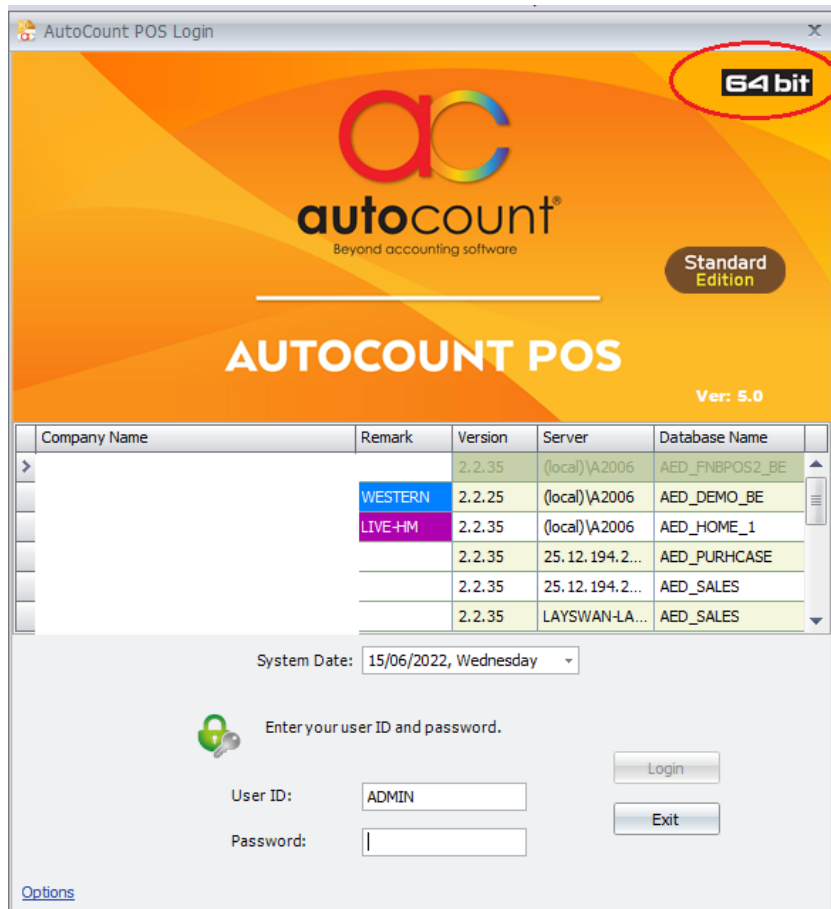 AutoCount POS Login x
64 bit
ac
autocount®
Beyond accounting software
Standard
Edition
AUTOCOUNT POS
Ver: 5.0
Company Name Remark Version Server Database Name
2.2.35 (local)\A2006 AED_FNBPOS2_BE
WESTERN 2.2.25 (local)\A2006 AED_DEMO_BE
LIVE-HM 2.2.35 (local)\A2006 AED_HOME_1
2.2.35 25.12.194.2... AED_PURHCASE
2.2.35 25.12.194.2... AED_SALES
2.2.35 LAYSWAN-LA... AED_SALES
System Date: 15/06/2022, Wednesday
Enter your user ID and password.
Login
User ID: ADMIN
Exit
Password:
Options